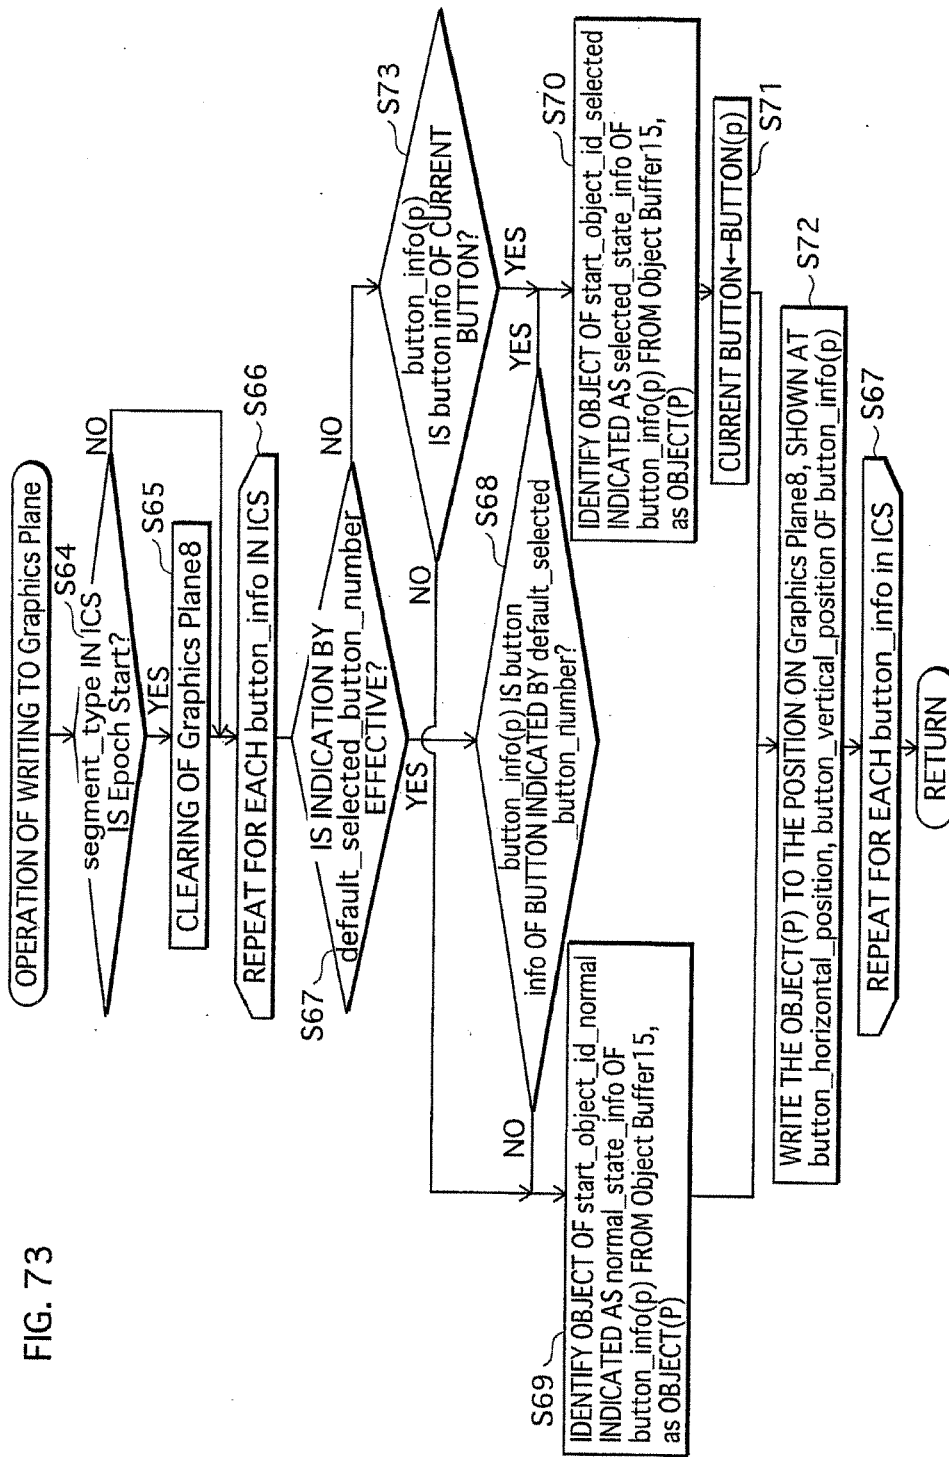 FIG. 73
OPERATION OF WRITING TO Graphics Plane
S64
segment_type IN ICS
IS Epoch Start?
NO
YES
S65
CLEARING OF Graphics Plane8
S66
REPEAT FOR EACH button_info IN ICS
S67
IS INDICATION BY
default_selected_button_number
EFFECTIVE?
NO
YES
S73
button_info(p)
IS button info OF CURRENT
BUTTON?
NO
YES
S68
button_info(p) IS button
info OF BUTTON INDICATED BY default_selected
button_number?
NO
YES
S69
IDENTIFY OBJECT OF start_object_id_normal
INDICATED AS normal_state_info OF
button_info(p) FROM Object Buffer15,
as OBJECT(P)
S70
IDENTIFY OBJECT OF start_object_id_selected
INDICATED AS selected_state_info OF
button_info(p) FROM Object Buffer15,
as OBJECT(P)
S71
CURRENT BUTTON←BUTTON(p)
S72
WRITE THE OBJECT(P) TO THE POSITION ON Graphics Plane8, SHOWN AT
button_horizontal_position, button_vertical_position OF button_info(p)
S67
REPEAT FOR EACH button_info in ICS
RETURN